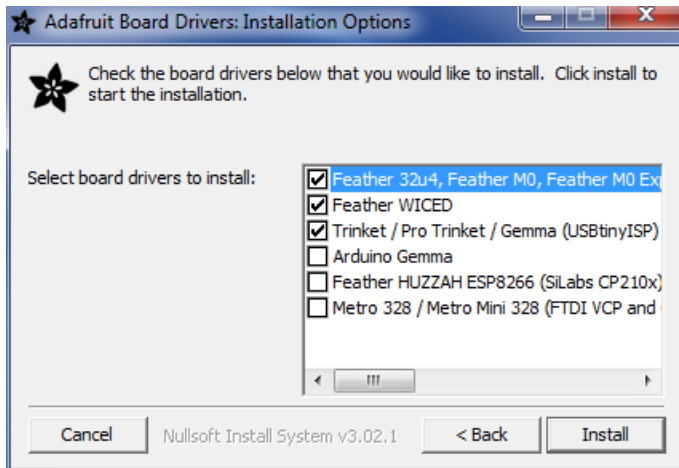 Adafruit Board Drivers: Installation Options
Check the board drivers below that you would like to install. Click install to
start the installation.
Select board drivers to install:
Feather 32u4, Feather M0, Feather M0
Feather WICED
Trinket / Pro Trinket / Gemma (USBtinyISP)
Arduino Gemma
Feather HUZZAH ESP8266 (SiLabs CP210x)
Metro 328 / Metro Mini 328 (FTDI VCP and
Cancel
Nullsoft Install System v3.02.1
< Back
Install